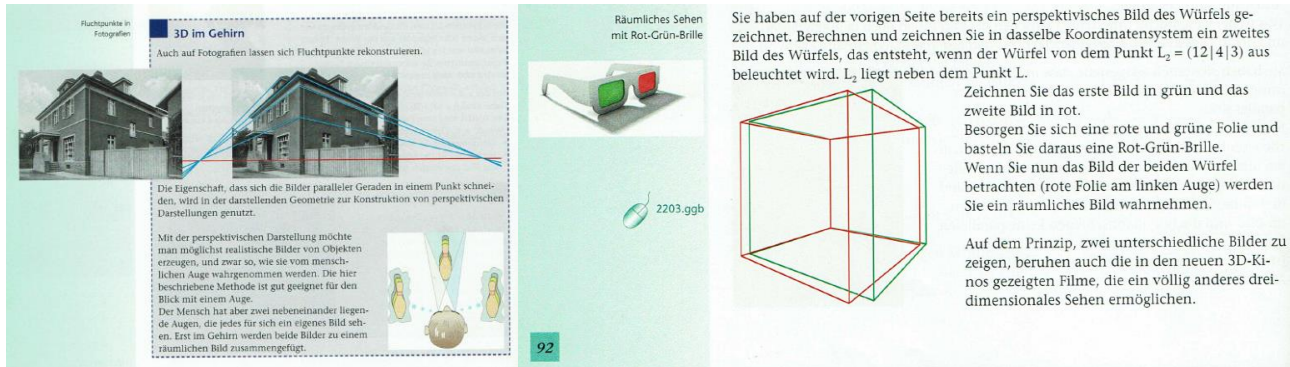 Fluchtpunkte in
Fotografien
3D im Gehirn
Auch auf Fotografien lassen sich Fluchtpunkte rekonstruieren.
Die Eigenschaft, dass sich die Bilder paralleler Geraden in einem Punkt schnei-
den, wird in der darstellenden Geometrie zur Konstruktion von perspektivischen
Darstellungen genutzt.
Mit der perspektivischen Darstellung möchte
man möglichst realistische Bilder von Objekten
erzeugen, und zwar so, wie sie vom mensch-
lichen Auge wahrgenommen werden. Die hier
beschriebene Methode ist gut geeignet für den
Blick mit einem Auge.
Der Mensch hat aber zwei nebeneinander liegen-
de Augen, die jedes für sich ein eigenes Bild seh-
en. Erst im Gehirn werden beide Bilder zu einem
räumlichen Bild zusammengefügt.
Räumliches Sehen
mit Rot-Grün-Brille
2203.ggb
92
Sie haben auf der vorigen Seite bereits ein perspektivisches Bild des Würfels ge-
zeichnet. Berechnen und zeichnen Sie in dasselbe Koordinatensystem ein zweites
Bild des Würfels, das entsteht, wenn der Würfel von dem Punkt L₂ = (12|4|3) aus
beleuchtet wird. L₂ liegt neben dem Punkt L.
Zeichnen Sie das erste Bild in grün und das
zweite Bild in rot.
Besorgen Sie sich eine rote und grüne Folie und
basteln Sie daraus eine Rot-Grün-Brille.
Wenn Sie nun das Bild der beiden Würfel
betrachten (rote Folie am linken Auge) werden
Sie ein räumliches Bild wahrnehmen.
Auf dem Prinzip, zwei unterschiedliche Bilder zu
zeigen, beruhen auch die in den neuen 3D-Ki-
nos gezeigten Filme, die ein völlig anderes drei-
dimensionales Sehen ermöglichen.